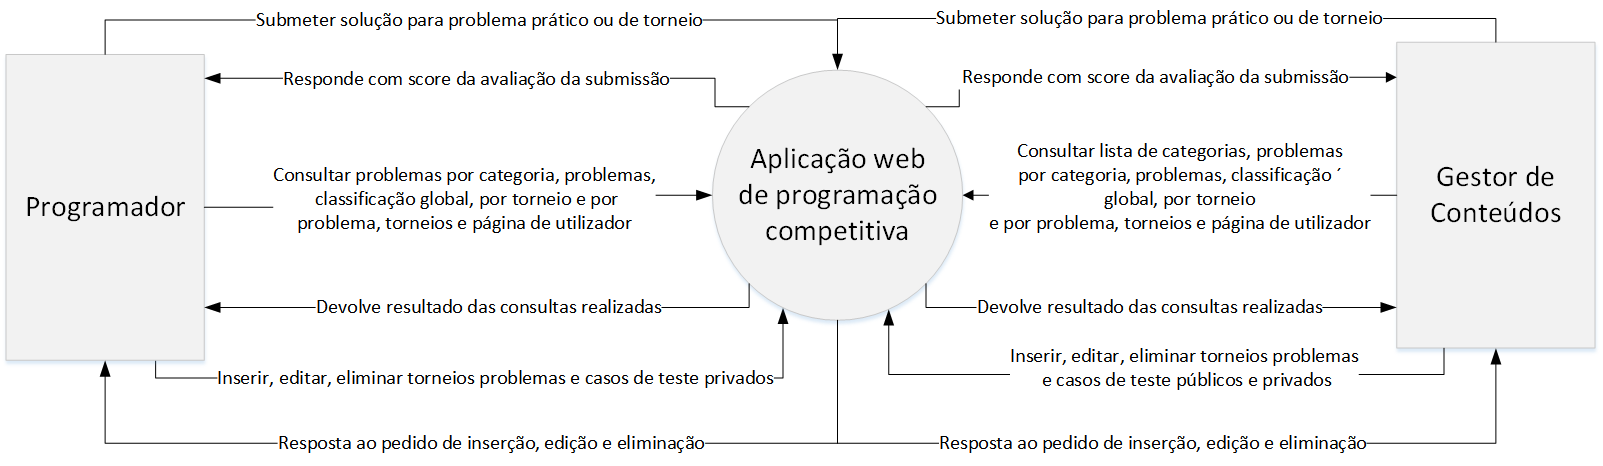 Submeter solução para problema prático ou de torneio
Submeter solução para problema prático ou de torneio
Responde com score da avaliação da submissão
Responde com score da avaliação da submissão
Programador
Consultar problemas por categoria, problemas,
classificação global, por torneio e por
problema, torneios e página de utilizador
Aplicação web
de programação
competitiva
Consultar lista de categorias, problemas
por categoria, problemas, classificação ´
global, por torneio
e por problema, torneios e página de utilizador
Gestor de
Conteúdos
Devolve resultado das consultas realizadas
Devolve resultado das consultas realizadas
Inserir, editar, eliminar torneios problemas e casos de teste privados
Inserir, editar, eliminar torneios problemas
e casos de teste públicos e privados
Resposta ao pedido de inserção, edição e eliminação
Resposta ao pedido de inserção, edição e eliminação